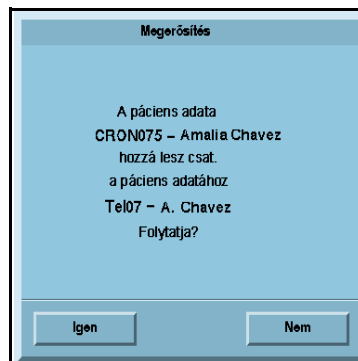 Megerősítés
A páciens adata
CRON075 – Amalia Chavez
hozzá lesz csat.
a páciens adatához
Tel07 – A. Chavez
Folytatja?
Igen
Nem